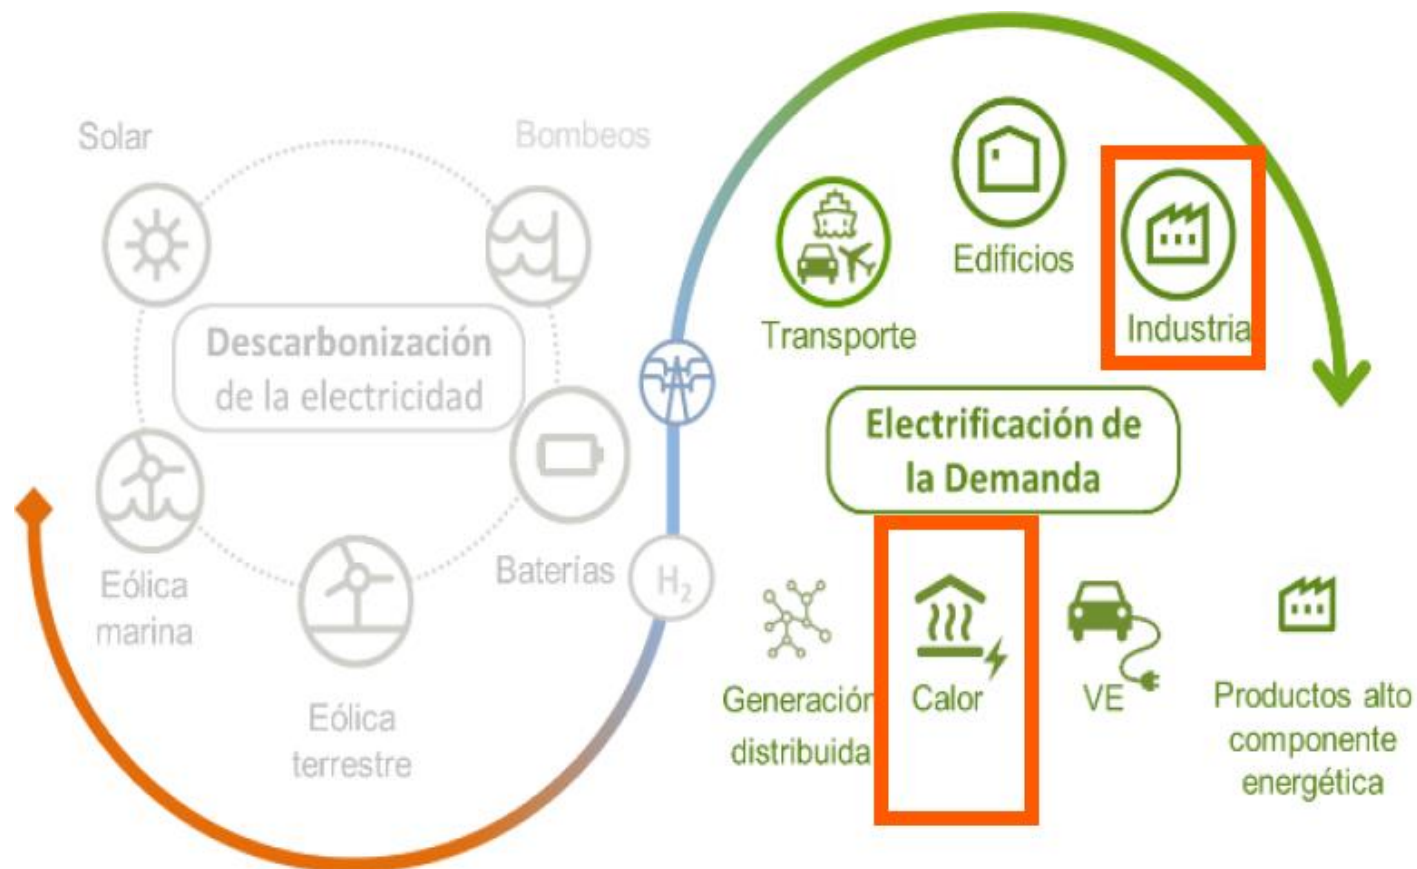 Solar
Bombeos
Descarbonización
de la electricidad
Eólica
marina
Eólica
terrestre
Baterías
H₂
Transporte
Edificios
Industria
Electrificación de
la Demanda
Generación
distribuida
Calor
VE
Productos alto
componente
energética